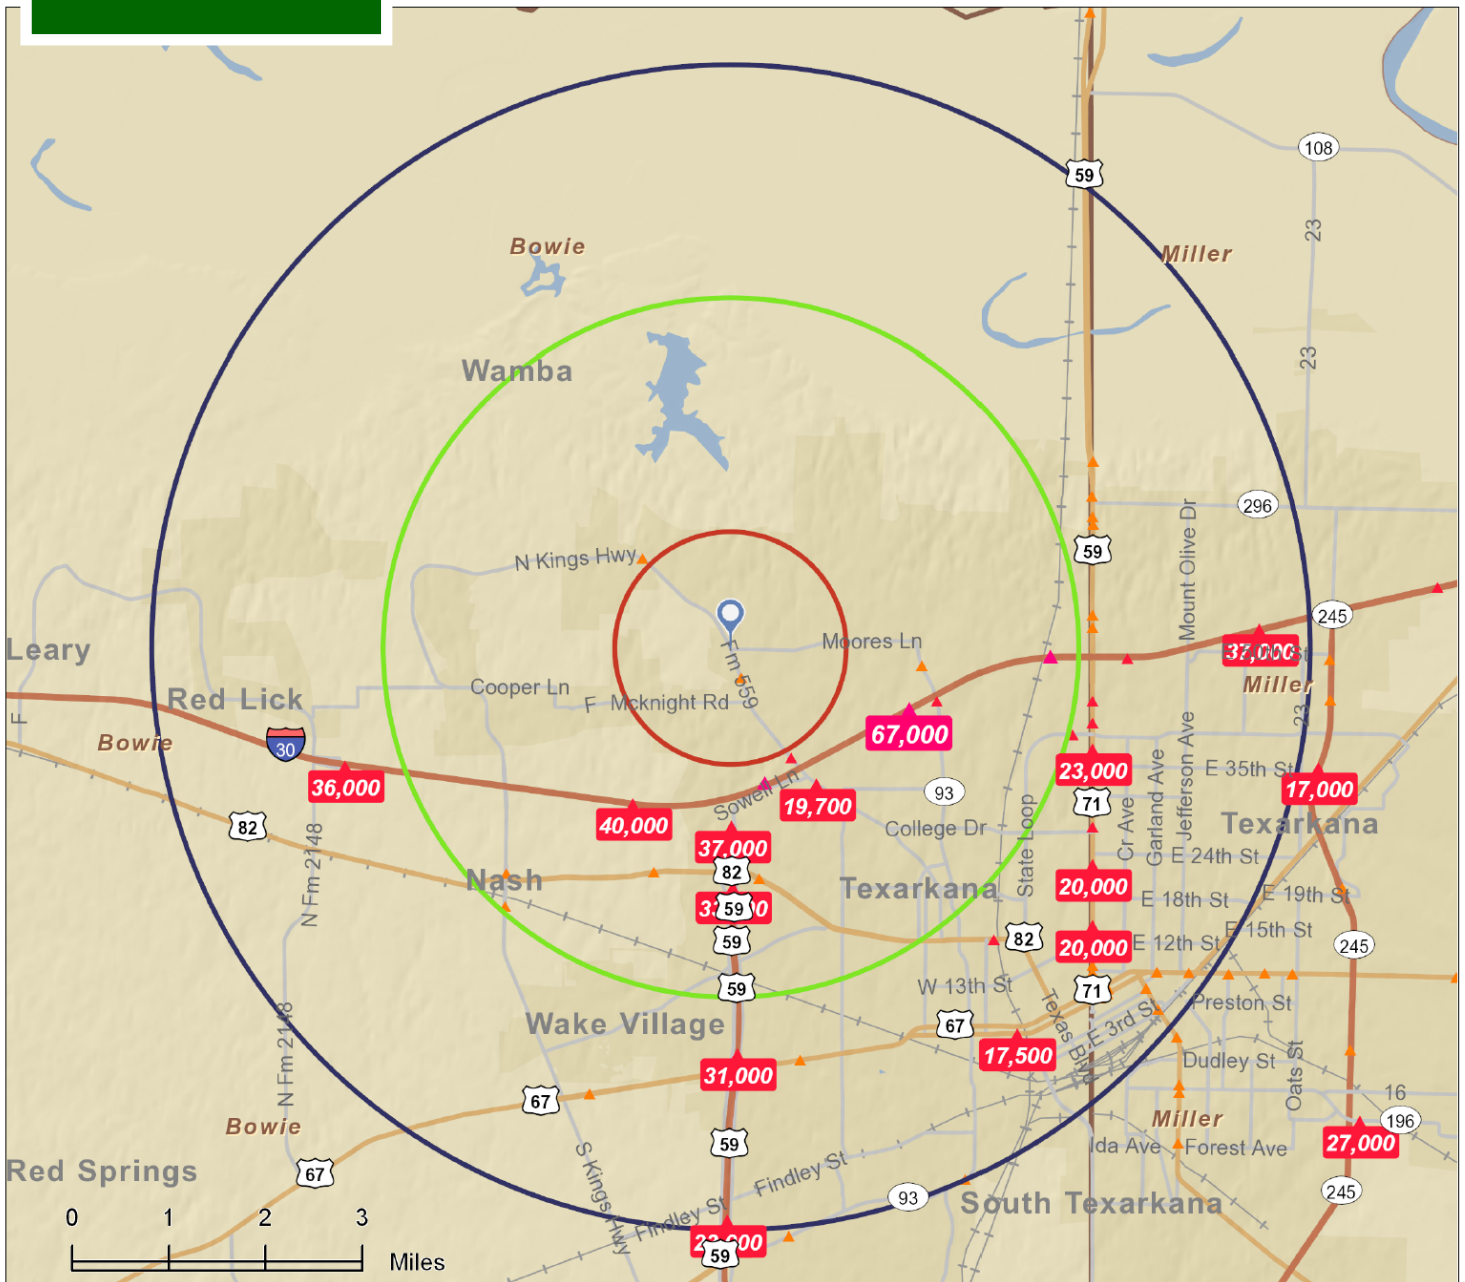 59
108
23
Bowie
Miller
Wamba
23
296
Mount Olive Dr
59
N Kings Hwy
245
Moores Ln
37,000
Leary
Fm 559
Cooper Ln
F Mcknight Rd
Red Lick
Miller
23
F
Bowie
30
67,000
36,000
23,000
E 35th St
17,000
Sowell Ln
19,700
93
71
40,000
82
37,000
College Dr
State Loop
Cr Ave
Garland Ave
Jefferson Ave
Texarkana
N Fm 2148
82
E 24th St
Nash
Texarkana
20,000
E 18th St
E 19th St
59
59
82
20,000
E 12th St
E 15th St
245
59
W 13th St
71
Preston St
Wake Village
67
Texas Blvd
E 3rd St
N Fm 2148
17,500
31,000
Dudley St
Oats St
67
16
Bowie
Miller
196
59
Ida Ave
Forest Ave
27,000
Red Springs
67
S Kings Hwy
Findley St
Findley St
93
South Texarkana
245
0 1 2 3
Miles
59